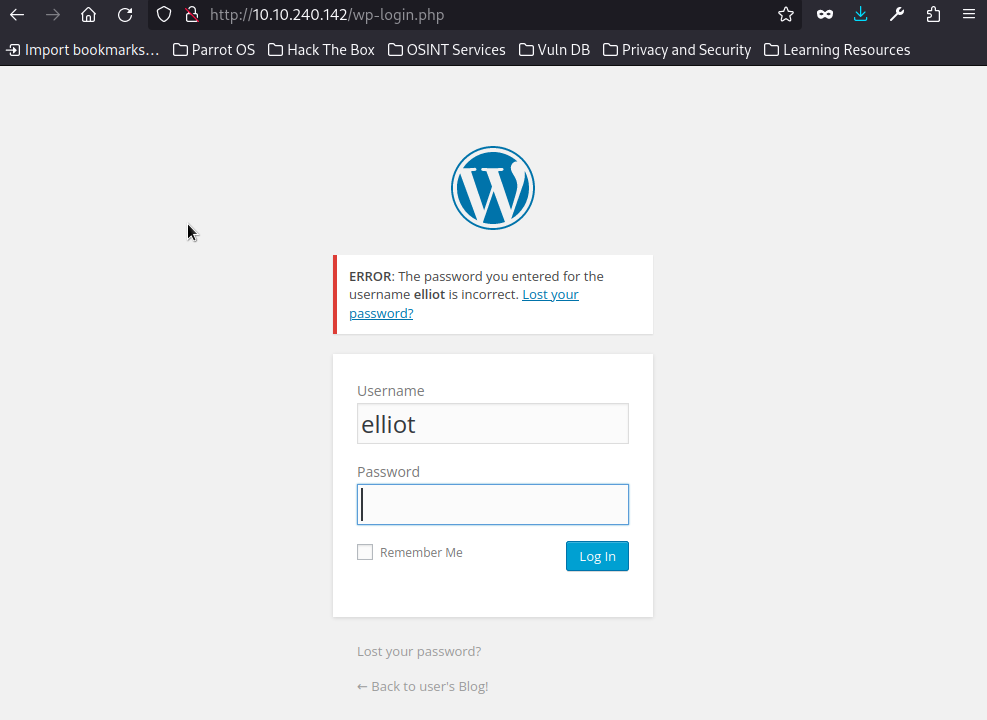 http://10.10.240.142/wp-login.php
Import bookmarks… Parrot OS Hack The Box OSINT Services Vuln DB Privacy and Security Learning Resources
ERROR: The password you entered for the
username elliot is incorrect. Lost your
password?
Username
elliot
Password
Remember Me Log In
Lost your password?
← Back to user's Blog!